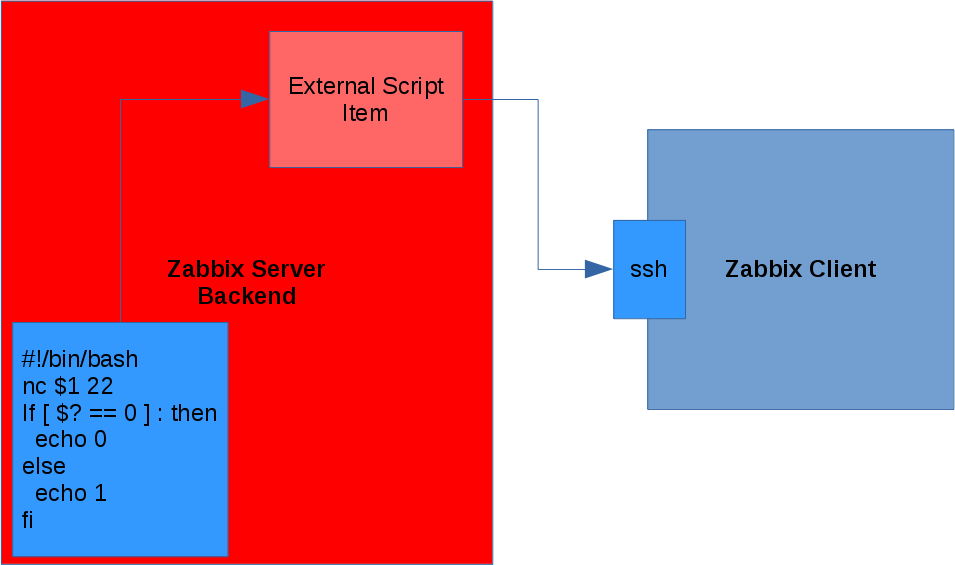 External Script
Item
Zabbix Server
Backend
ssh
Zabbix Client
#!/bin/bash
nc $1 22
If [ $? == 0 ] : then
  echo 0
else
  echo 1
fi